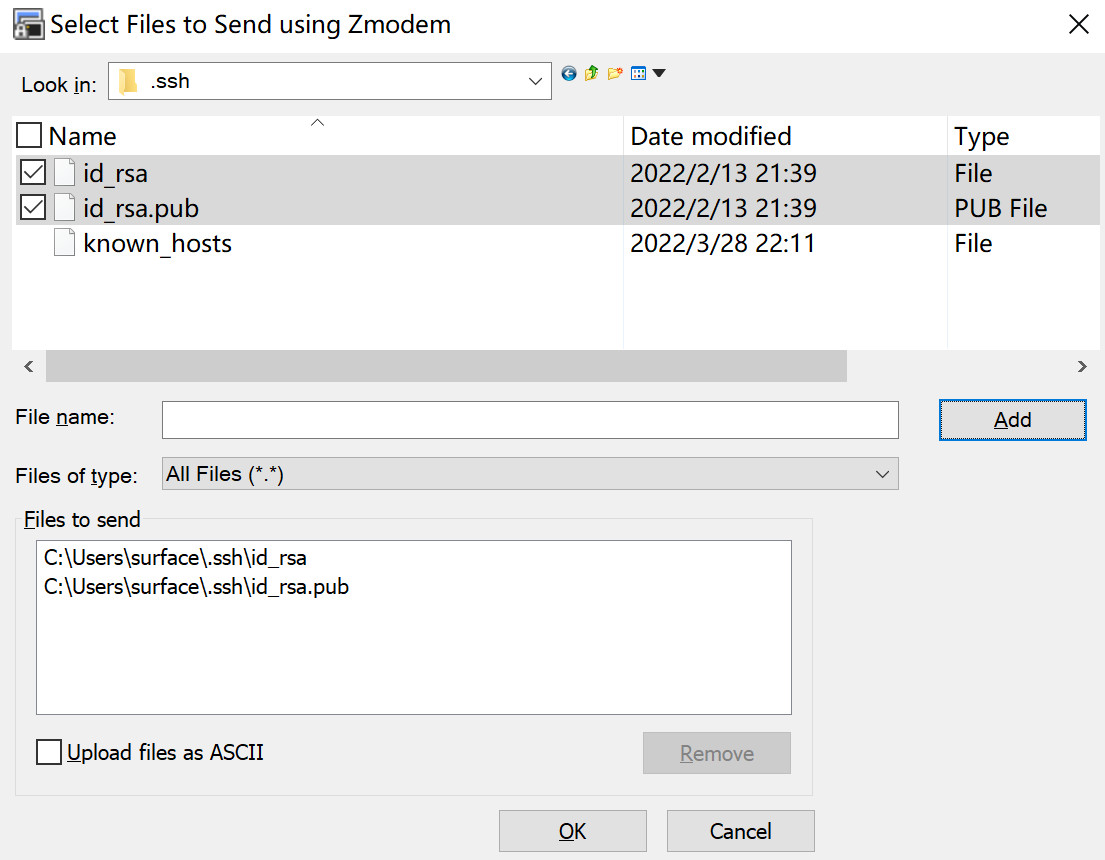 Select Files to Send using Zmodem
Look in: .ssh
Name Date modified Type
id_rsa 2022/2/13 21:39 File
id_rsa.pub 2022/2/13 21:39 PUB File
known_hosts 2022/3/28 22:11 File
File name: Add
Files of type: All Files (*.*)
Files to send
C:\Users\surface\.ssh\id_rsa
C:\Users\surface\.ssh\id_rsa.pub
Upload files as ASCII Remove
OK Cancel